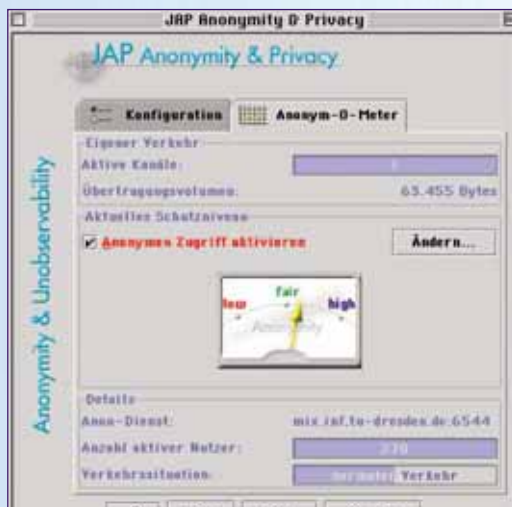 JAP Anonymity & Privacy
JAP Anonymity & Privacy
Anonymity & Unobservability
Konfiguration
Anonym-O-Meter
Eigener Verkehr
Aktive Kanäle:
Übertragungsvolumen: 63.455 Bytes
Aktuelles Schutzniveau
Anonymen Zugriff aktivieren
Ändern...
low fair high
Anonymity
Details
Anon-Dienst: mix.inf.tu-dresden.de:6544
Anzahl aktiver Nutzer:
Verkehrssituation: normaler Verkehr